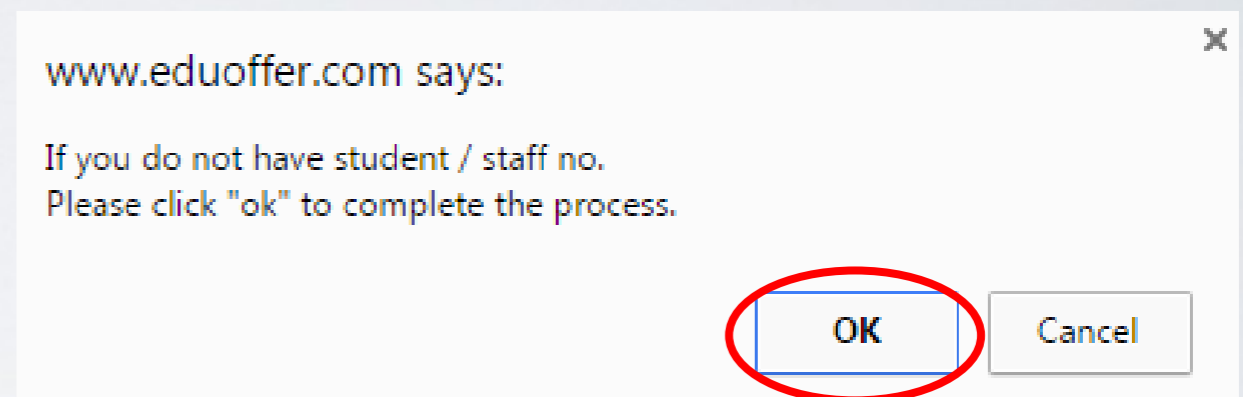 www.eduoffer.com says:
If you do not have student / staff no.
Please click "ok" to complete the process.
OK
Cancel